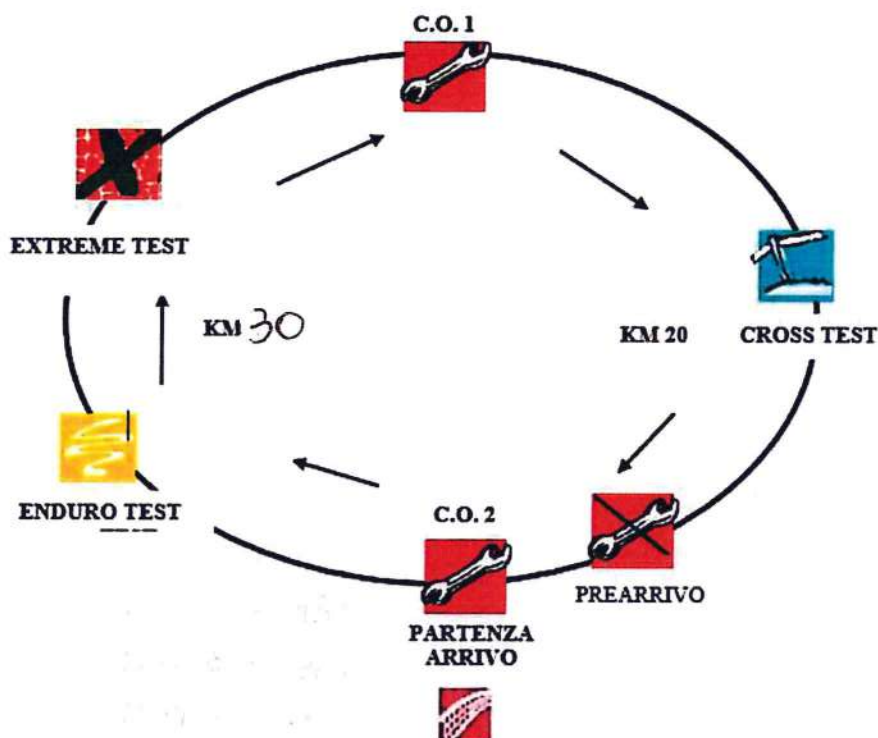 C.O. 1
EXTREME TEST
KM 30
KM 20
CROSS TEST
ENDURO TEST
C.O. 2
PREARRIVO
PARTENZA
ARRIVO